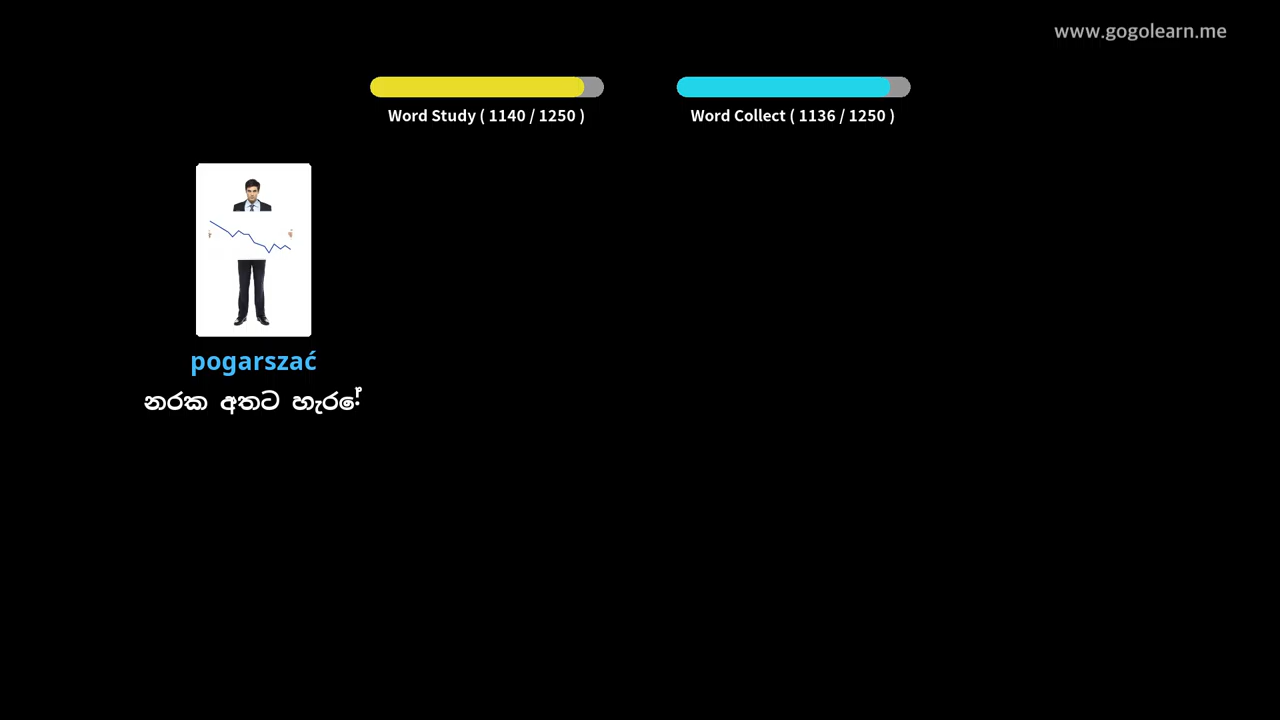 www.gogolearn.me
Word Study ( 1140 / 1250 )
Word Collect ( 1136 / 1250 )
pogarszać
නරක අතට හැරේ